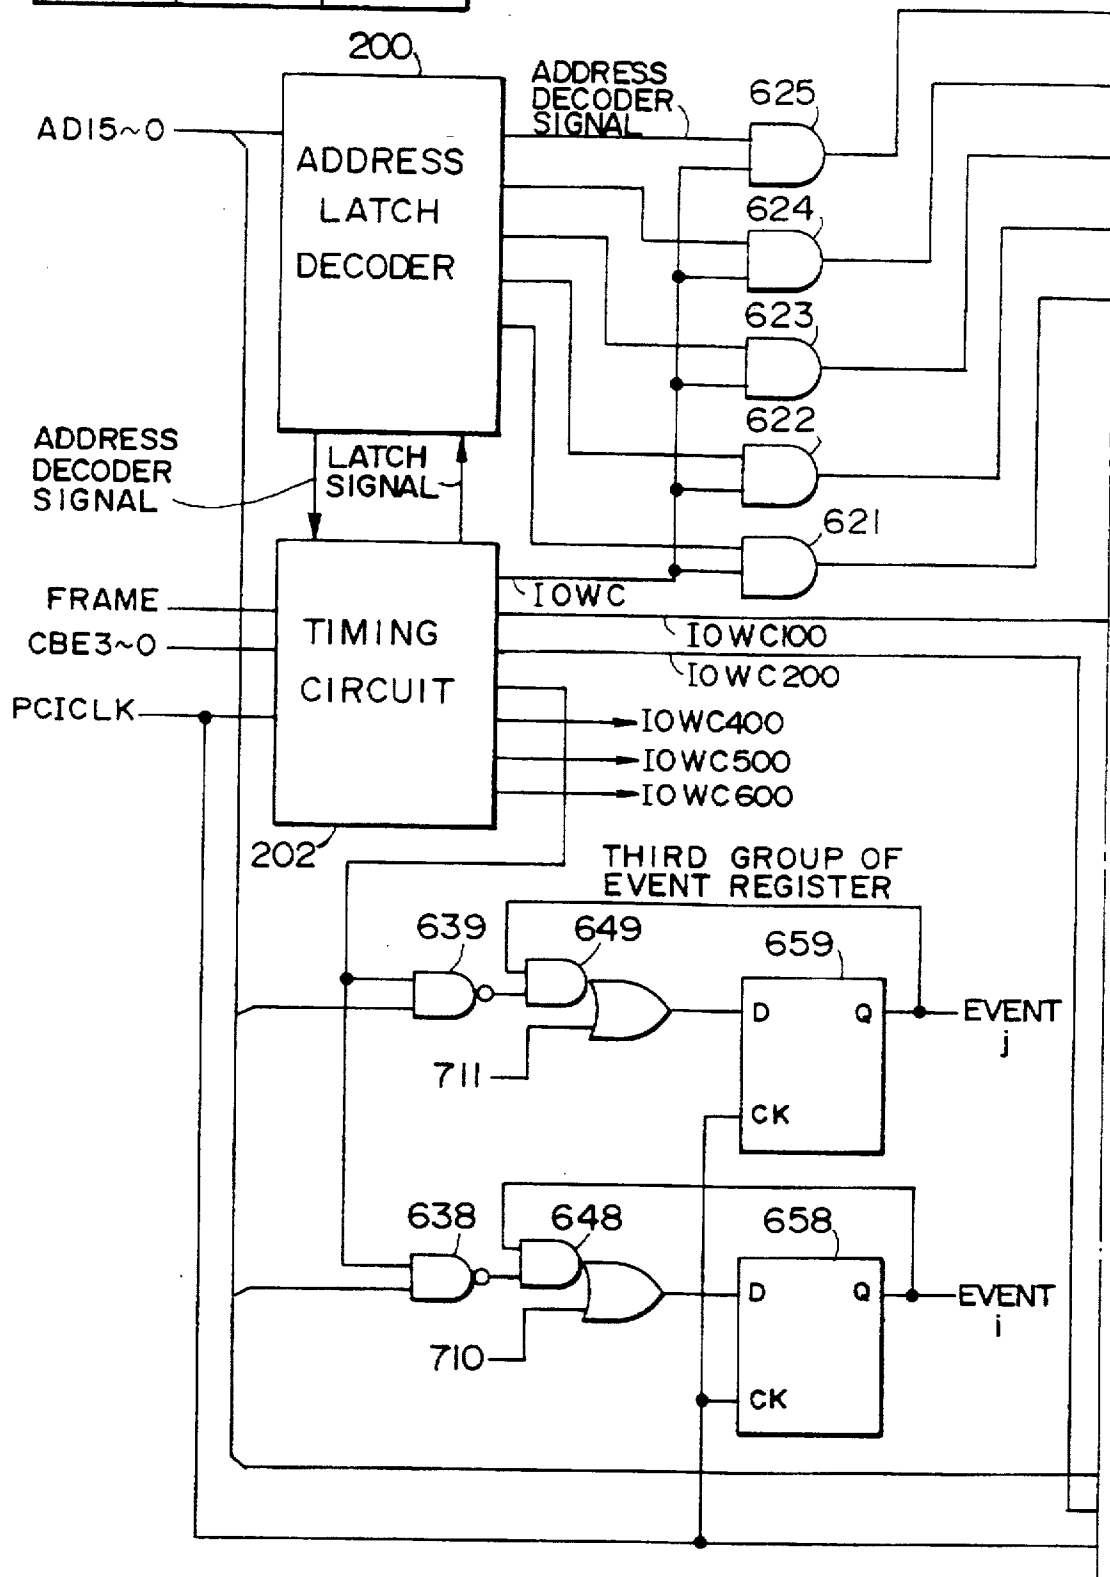 200
ADDRESS
DECODER
SIGNAL
625
AD15~0
ADDRESS
LATCH
DECODER
624
623
622
ADDRESS
DECODER
SIGNAL
LATCH
SIGNAL
621
FRAME
CBE3~0
PCICLK
TIMING
CIRCUIT
IOWC
IOWC100
IOWC200
IOWC400
IOWC500
IOWC600
202
THIRD GROUP OF
EVENT REGISTER
639
649
659
D
Q
EVENT
j
711
CK
638
648
658
D
Q
EVENT
i
710
CK